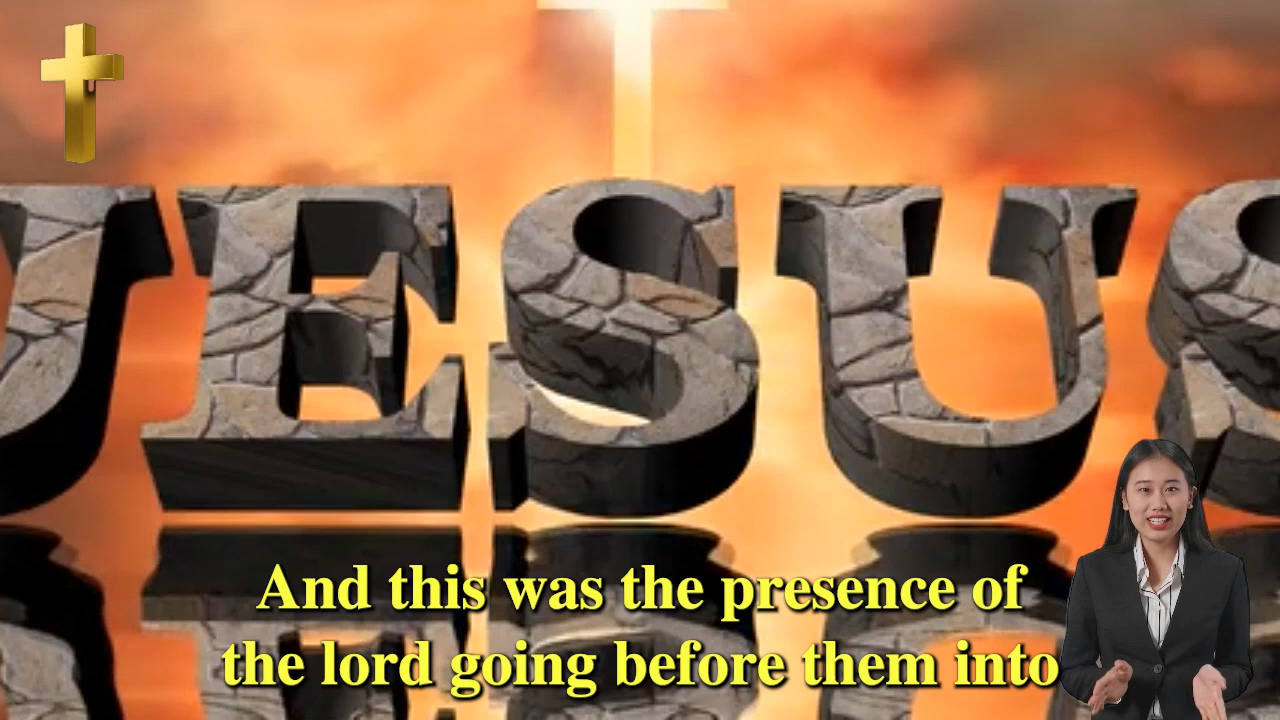 JESUS
And this was the presence of
the lord going before them into